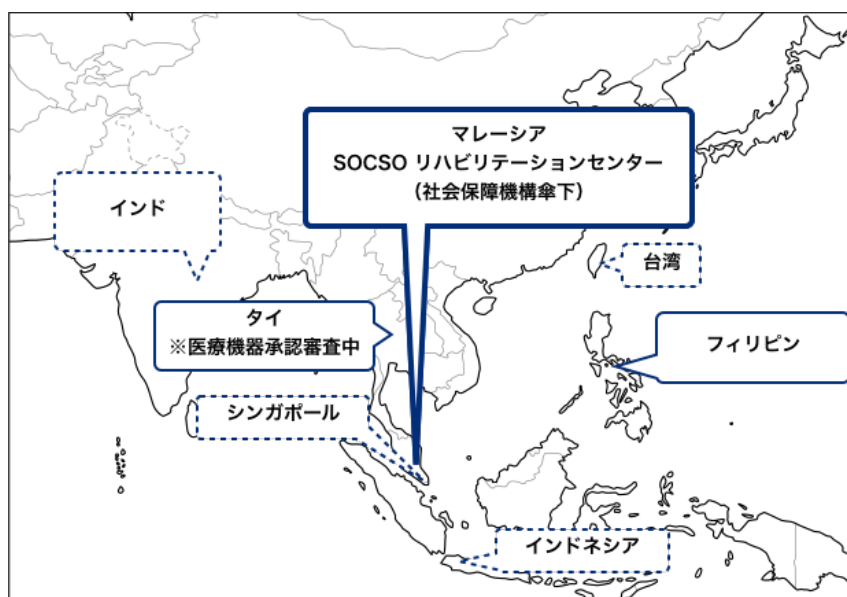 マレーシア
SOCSO リハビリテーションセンター
（社会保障機構傘下）
インド
台湾
タイ
※医療機器承認審査中
フィリピン
シンガポール
インドネシア